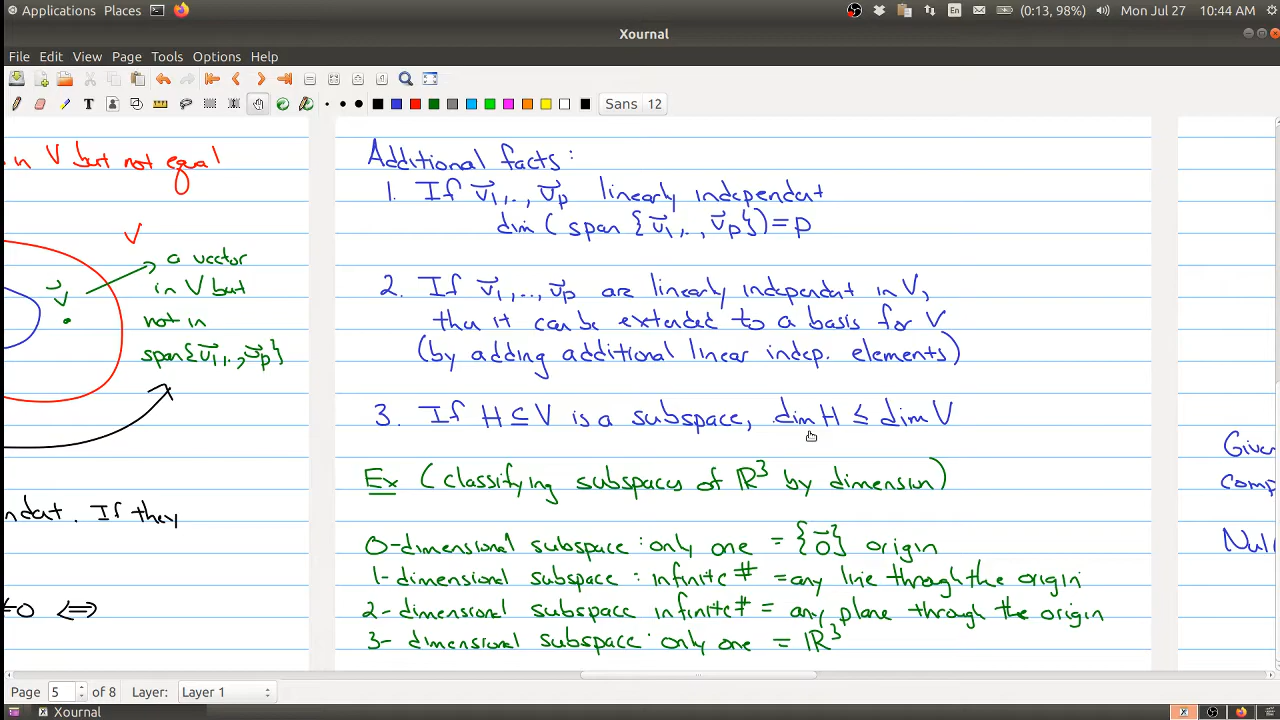 Applications Places
En (0:13, 98%) Mon Jul 27 10:44 AM
Xournal
File Edit View Page Tools Options Help
Sans 12
in V but not equal
V
a vector
in V but
not in
span{v⃗1,..,v⃗p}
v⃗
If they
≠0 ⇔
Additional facts:
1. If v⃗1,..,v⃗p linearly independent
dim(span{v⃗1,..,v⃗p})=p
2. If v⃗1,...,v⃗p are linearly independent in V,
then it can be extended to a basis for V
(by adding additional linear indep. elements)
3. If H⊆V is a subspace, dim H ≤ dim V
Ex (classifying subspaces of ℝ³ by dimension)
0-dimensional subspace: only one = {0⃗} origin
1-dimensional subspace: infinite # = any line through the origin
2-dimensional subspace infinite # = any plane through the origin
3-dimensional subspace: only one = ℝ³
Page 5 of 8 Layer: Layer 1
Xournal